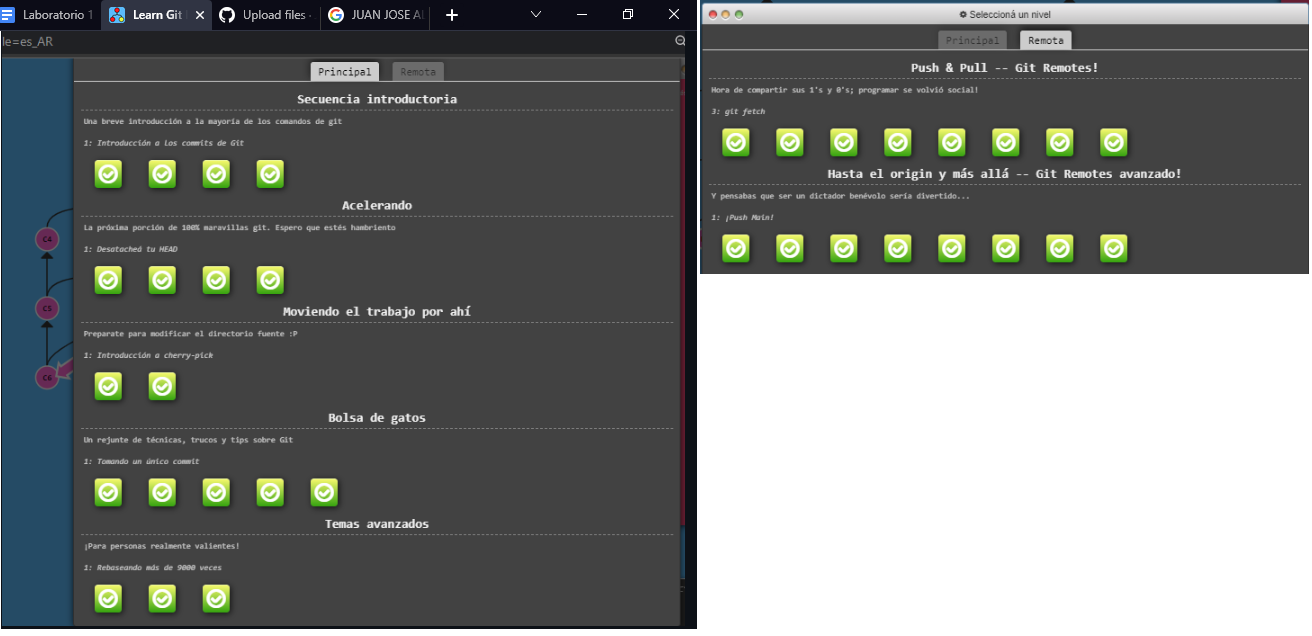 Laboratorio 1
Learn Git
Upload files
JUAN JOSE AL
le=es_AR
Principal
Remota
Secuencia introductoria
Una breve introducción a la mayoría de los comandos de git
1: Introducción a los commits de Git
Acelerando
La próxima porción de 100% maravillas git. Espero que estés hambriento
1: Desatacheá tu HEAD
Moviendo el trabajo por ahí
Preparate para modificar el directorio fuente :P
1: Introducción a cherry-pick
Bolsa de gatos
Un rejunte de técnicas, trucos y tips sobre Git
1: Tomando un único commit
Temas avanzados
¡Para personas realmente valientes!
1: Rebaseando más de 9000 veces
C4
C5
C6
Seleccioná un nivel
Principal
Remota
Push & Pull -- Git Remotes!
Hora de compartir sus 1's y 0's; programar se volvió social!
3: git fetch
Hasta el origin y más allá -- Git Remotes avanzado!
Y pensabas que ser un dictador benévolo sería divertido...
1: ¡Push Main!